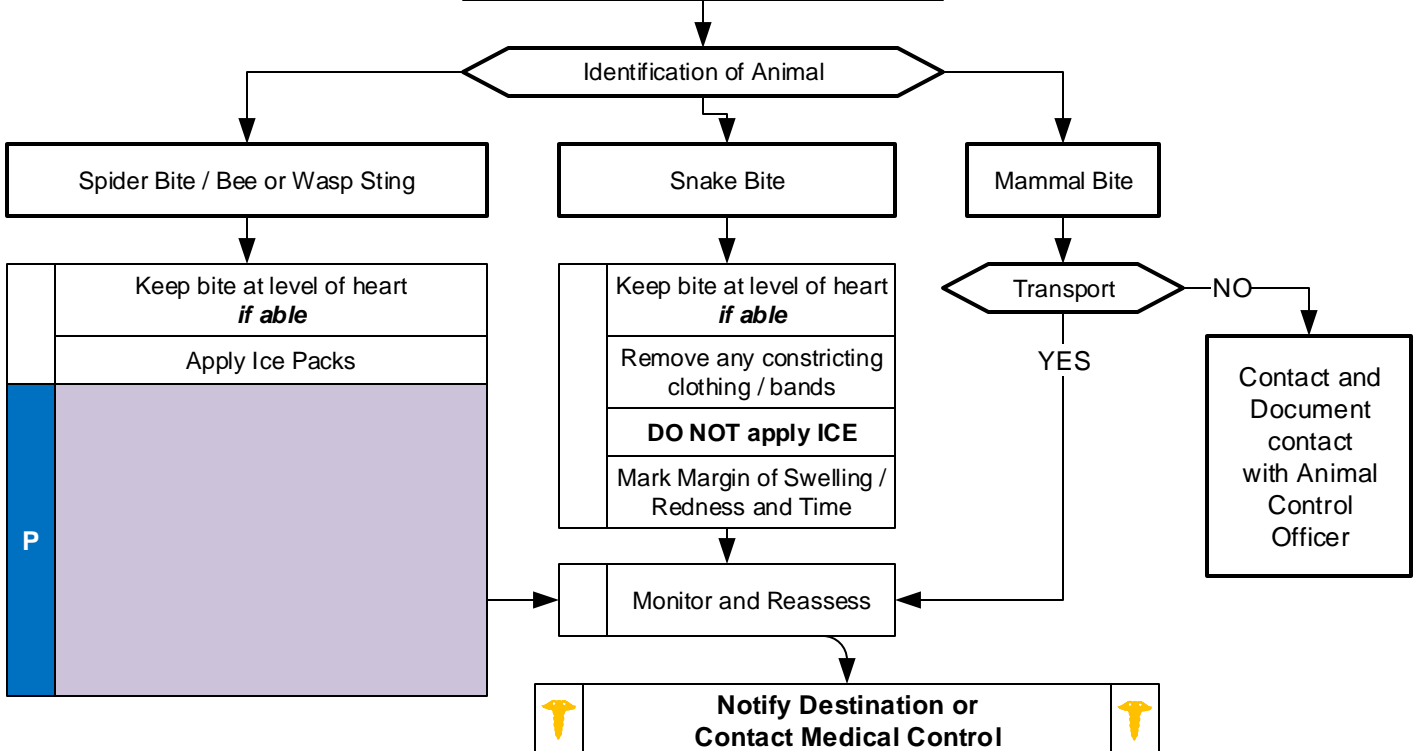 Identification of Animal
Spider Bite / Bee or Wasp Sting
Snake Bite
Mammal Bite
Keep bite at level of heart
if able
Apply Ice Packs
P
Keep bite at level of heart
if able
Remove any constricting
clothing / bands
DO NOT apply ICE
Mark Margin of Swelling /
Redness and Time
Transport
NO
YES
Contact and
Document
contact
with Animal
Control
Officer
Monitor and Reassess
Notify Destination or
Contact Medical Control